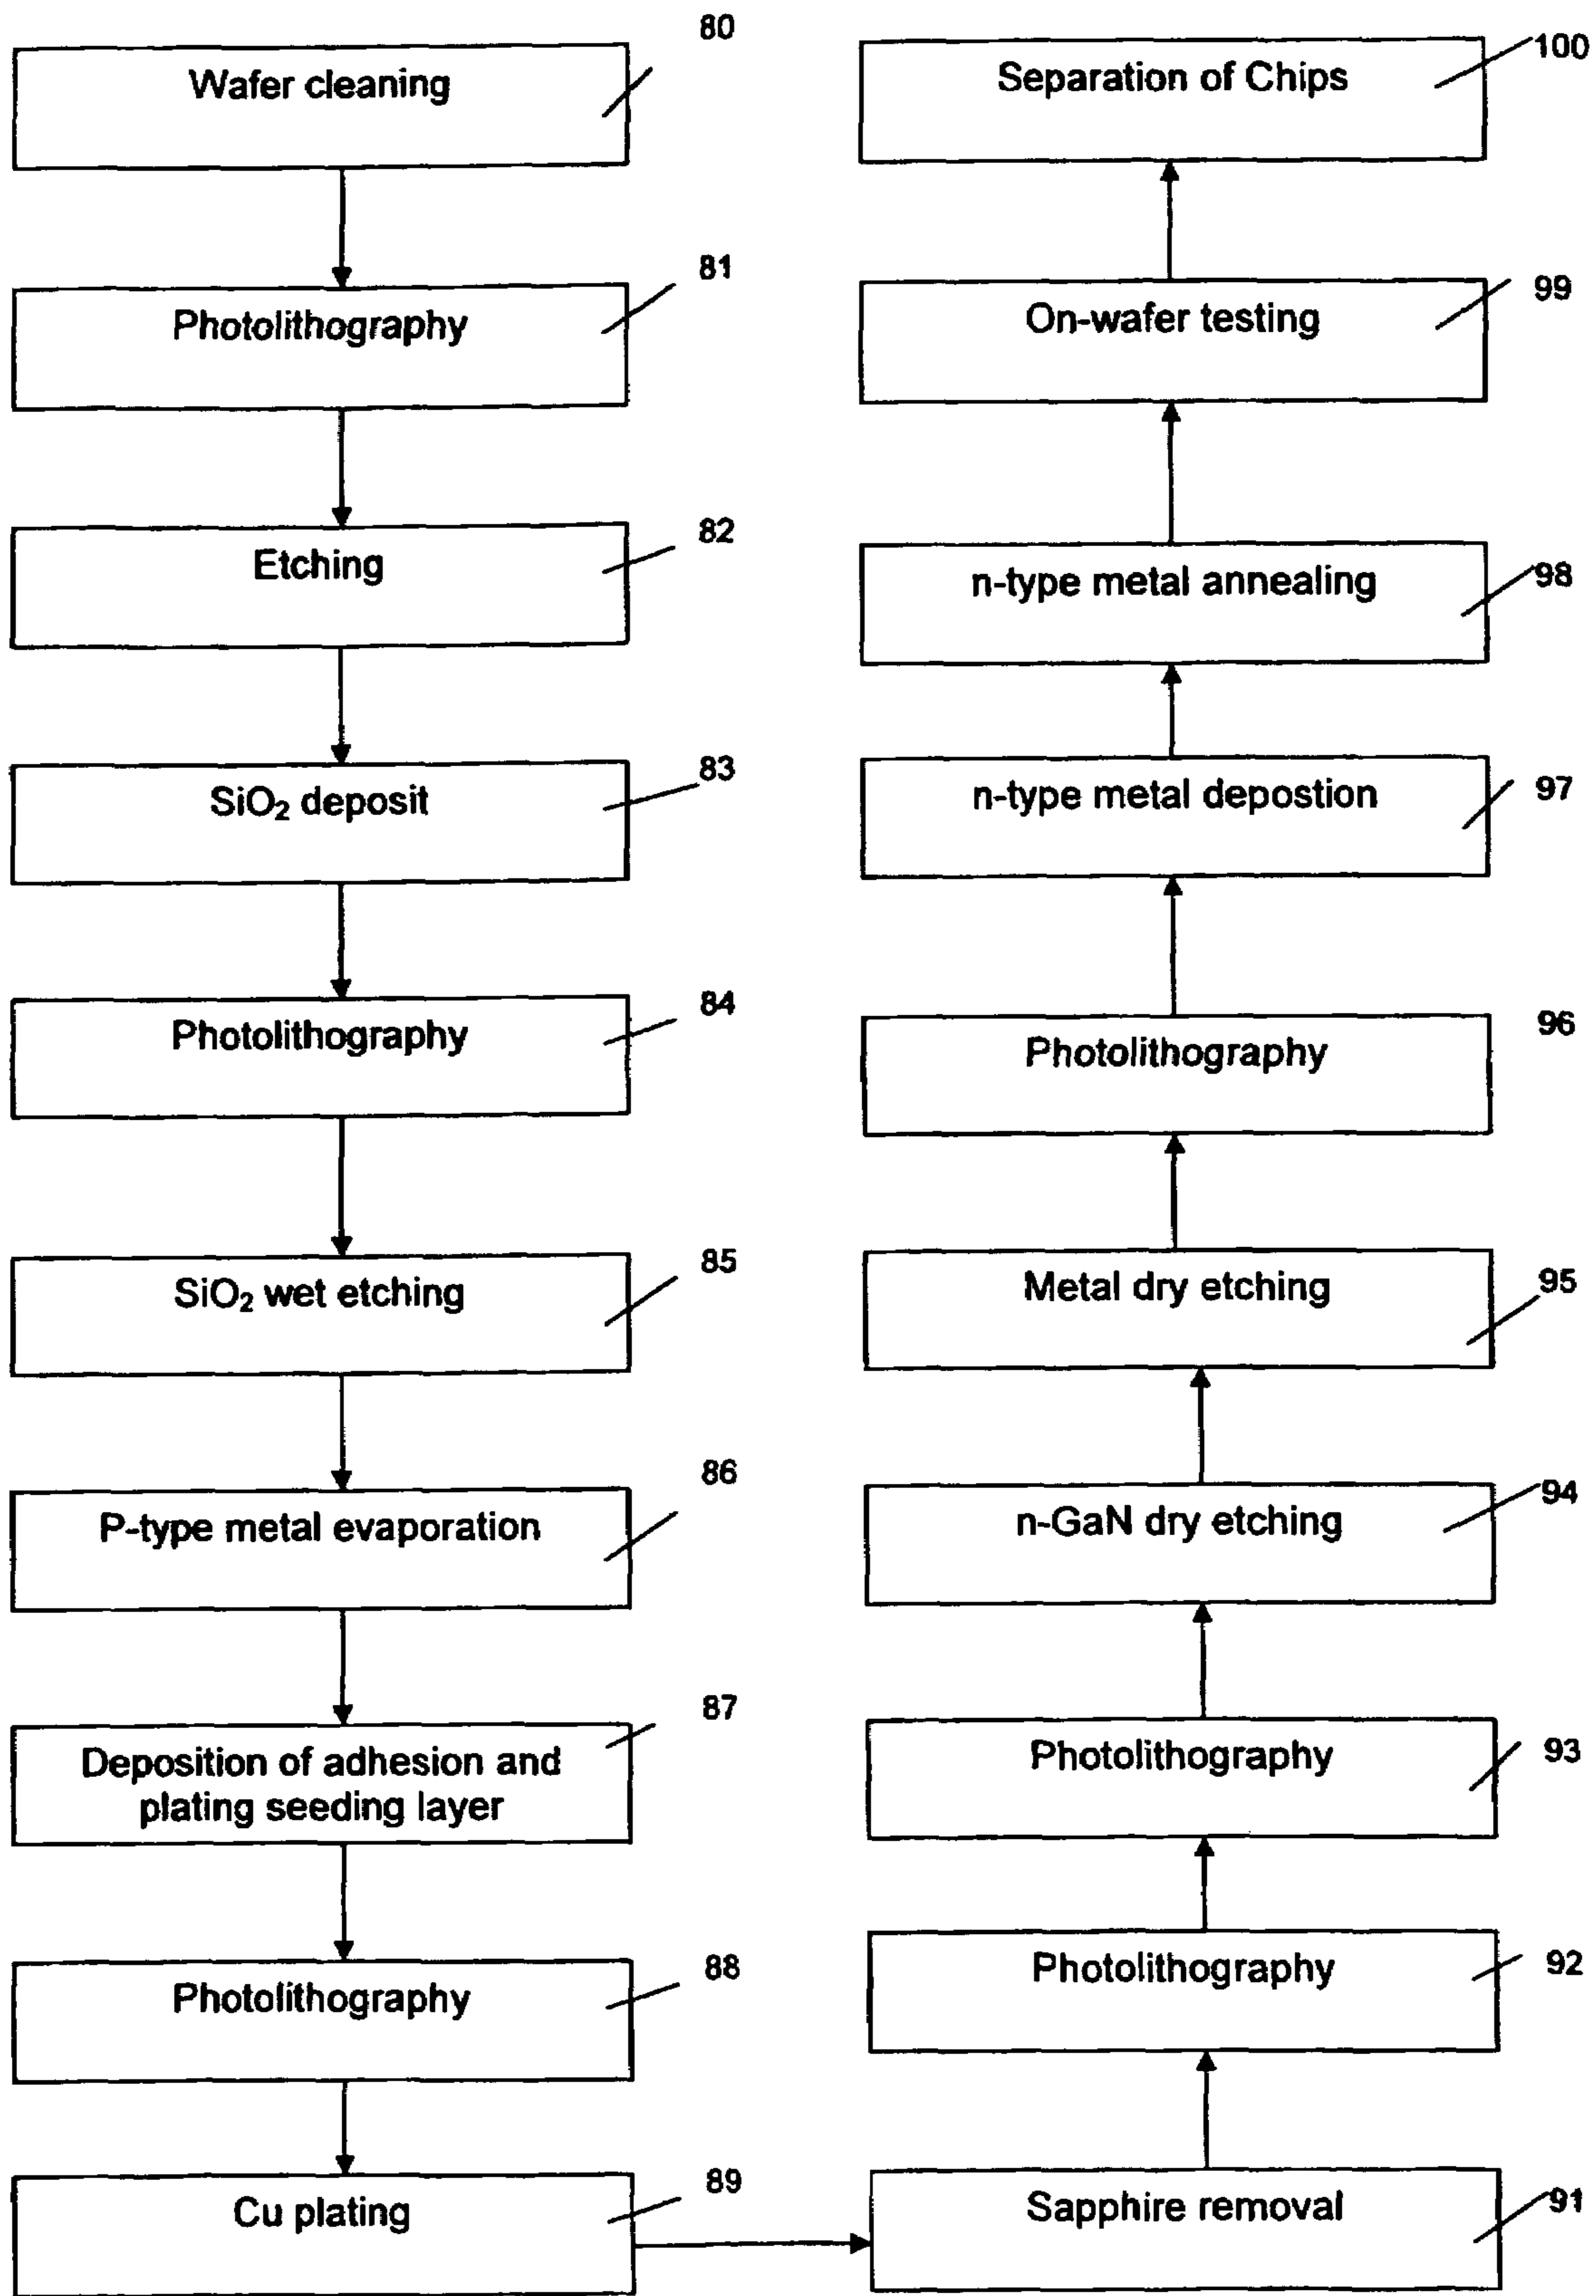 80
Wafer cleaning
81
Photolithography
82
Etching
83
SiO₂ deposit
84
Photolithography
85
SiO₂ wet etching
86
P-type metal evaporation
87
Deposition of adhesion and
plating seeding layer
88
Photolithography
89
Cu plating
91
Sapphire removal
92
Photolithography
93
Photolithography
94
n-GaN dry etching
95
Metal dry etching
96
Photolithography
97
n-type metal depostion
98
n-type metal annealing
99
On-wafer testing
100
Separation of Chips